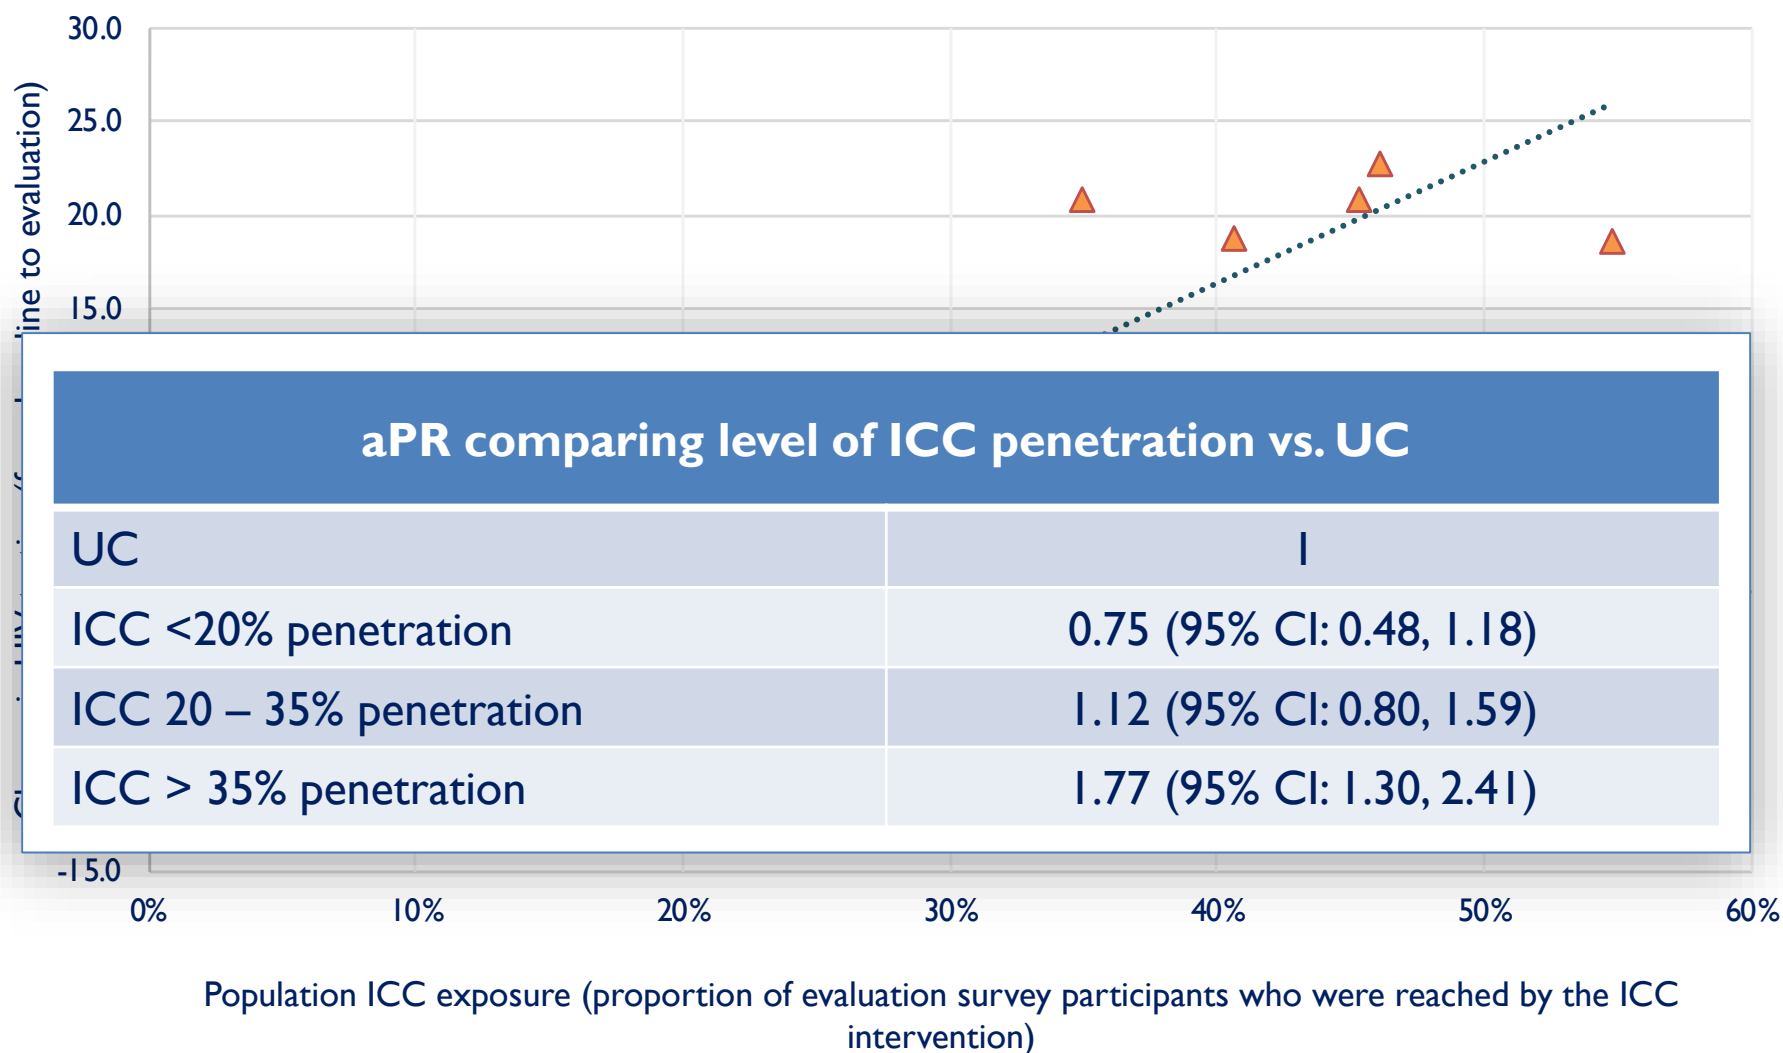 30.0
25.0
20.0
15.0
line to evaluation)
aPR comparing level of ICC penetration vs. UC
UC 1
ICC <20% penetration 0.75 (95% CI: 0.48, 1.18)
ICC 20 – 35% penetration 1.12 (95% CI: 0.80, 1.59)
ICC > 35% penetration 1.77 (95% CI: 1.30, 2.41)
-15.0
0% 10% 20% 30% 40% 50% 60%
Population ICC exposure (proportion of evaluation survey participants who were reached by the ICC
intervention)